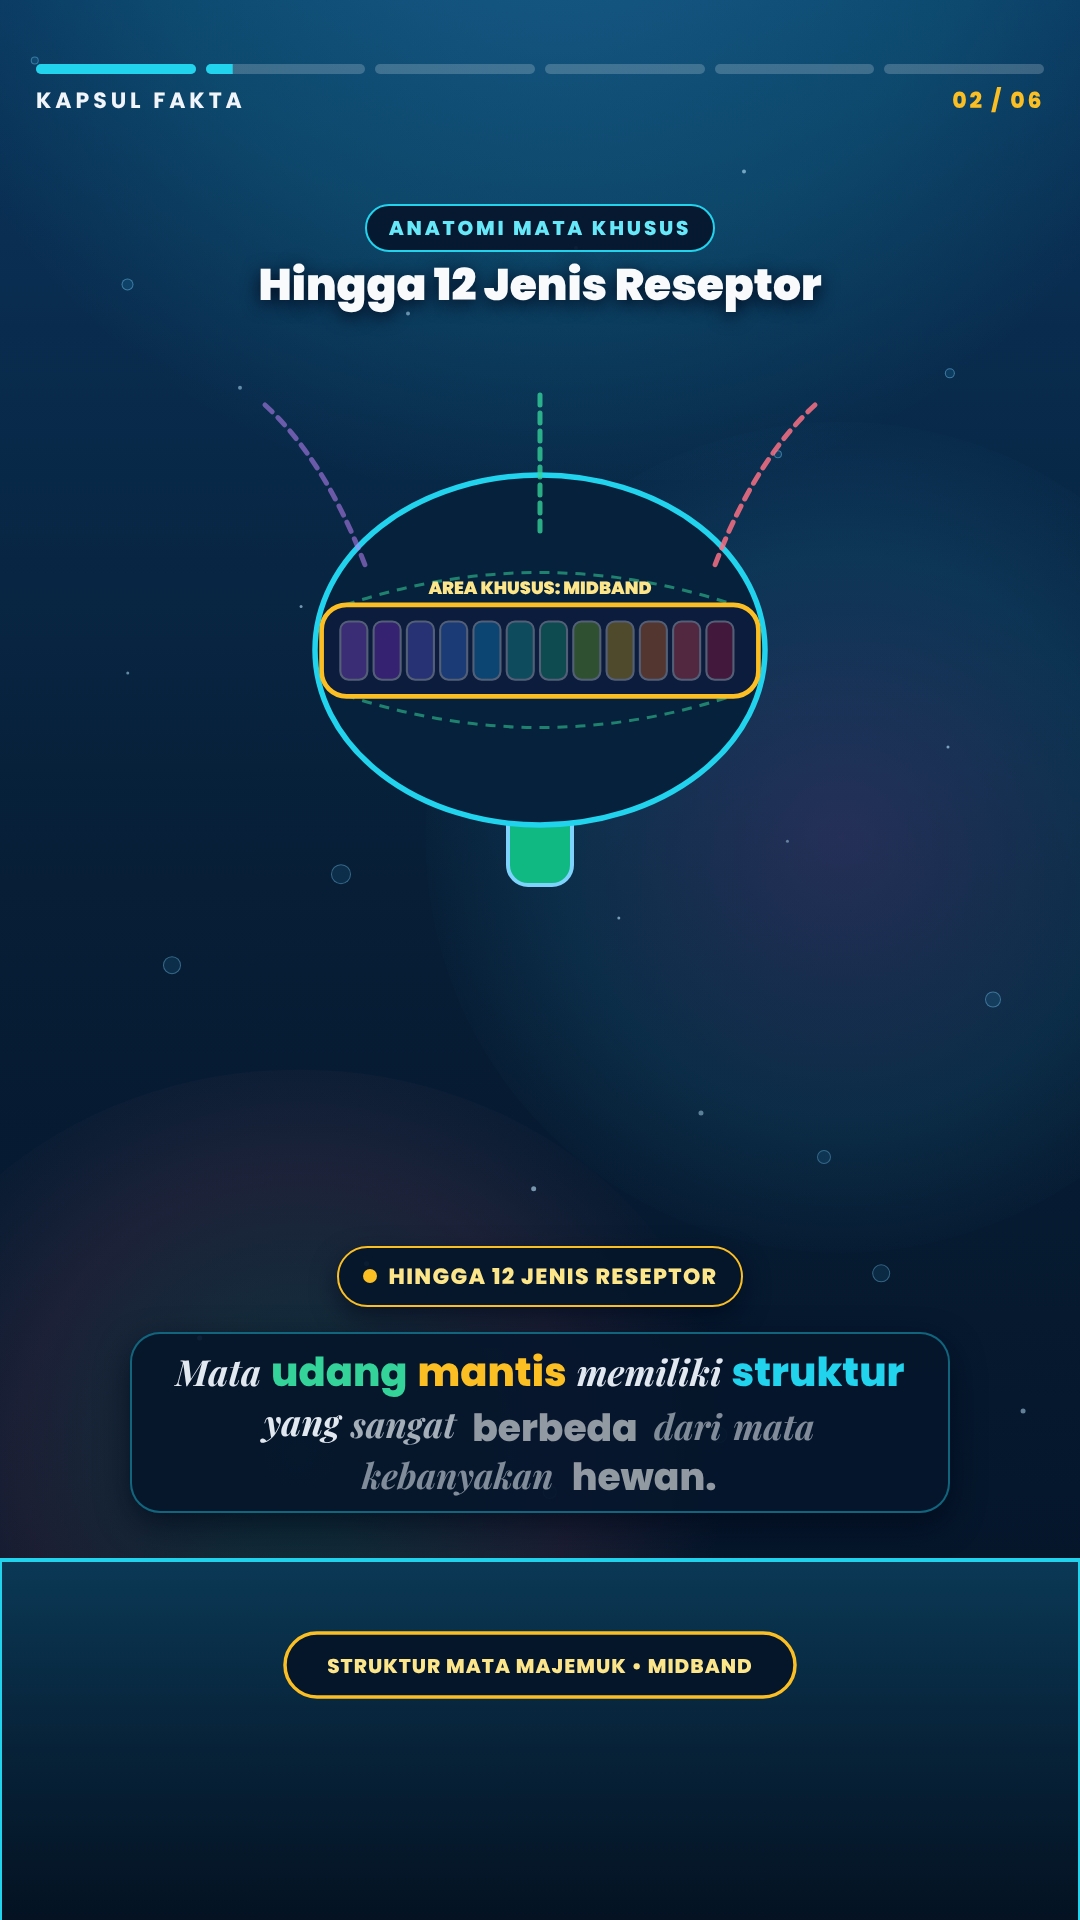 KAPSUL FAKTA
02 / 06
ANATOMI MATA KHUSUS
Hingga 12 Jenis Reseptor
AREA KHUSUS: MIDBAND
HINGGA 12 JENIS RESEPTOR
Mata udang mantis memiliki struktur
yang sangat berbeda dari mata
kebanyakan hewan.
STRUKTUR MATA MAJEMUK • MIDBAND